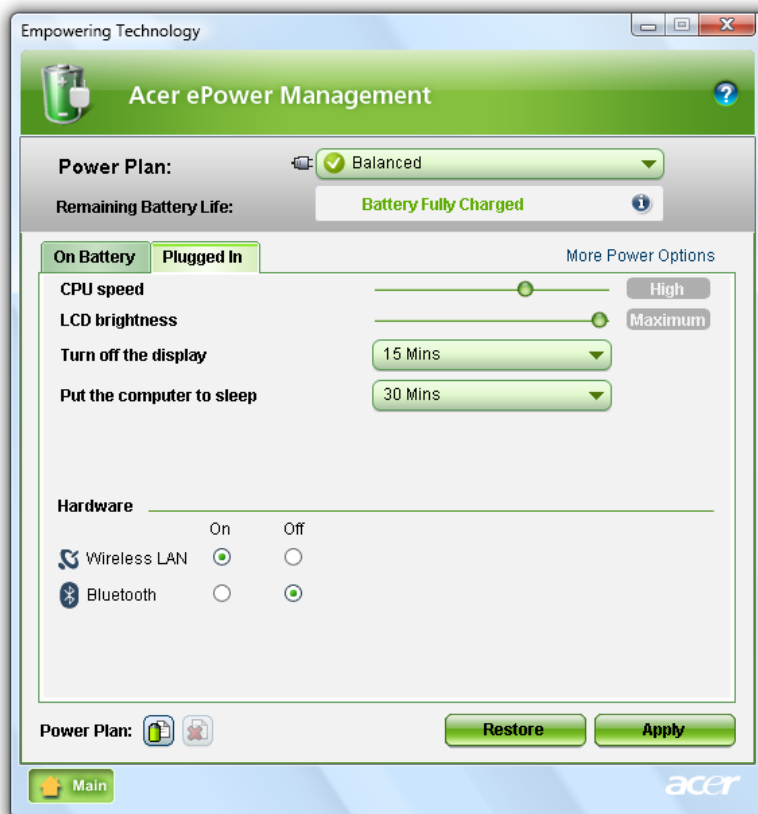 Empowering Technology
Acer ePower Management
Power Plan: Balanced
Remaining Battery Life: Battery Fully Charged
On Battery Plugged In More Power Options
CPU speed High
LCD brightness Maximum
Turn off the display 15 Mins
Put the computer to sleep 30 Mins
Hardware
On Off
Wireless LAN
Bluetooth
Power Plan: Restore Apply
Main acer